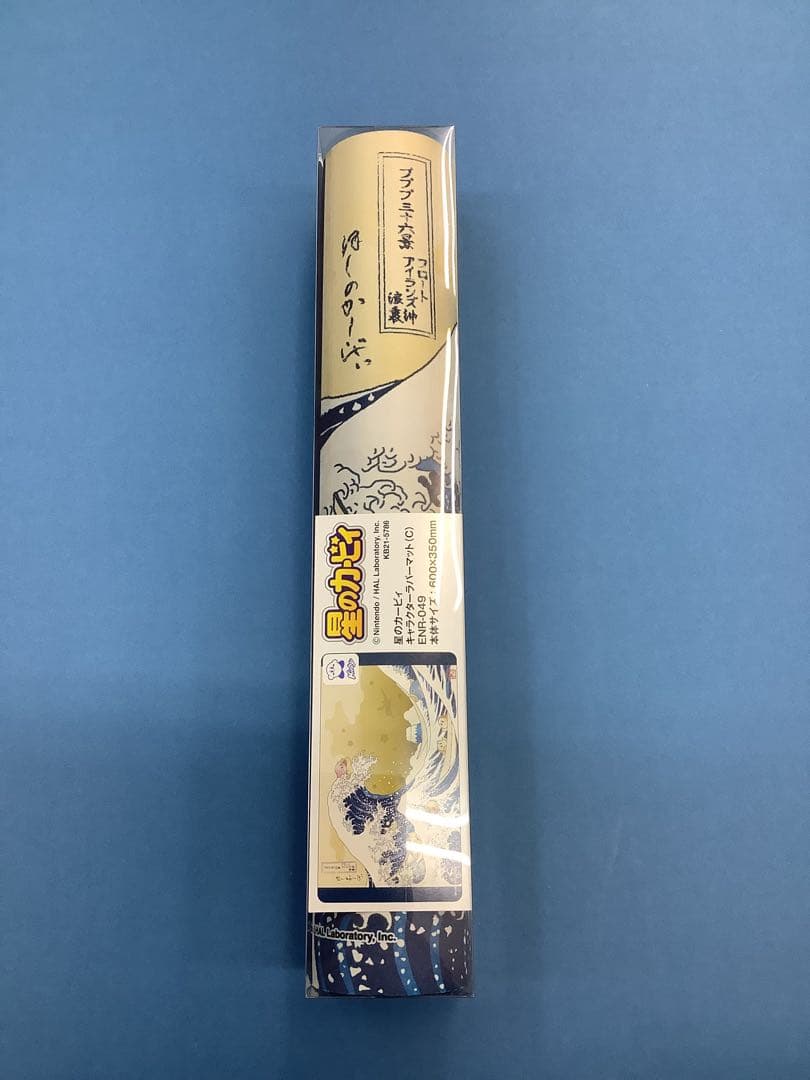 プププ三十六景
フロート
アイランズ沖
浪裏
ほしのかーびぃ
星のカービィ
© Nintendo / HAL Laboratory, Inc.
KB21-5786
星のカービィ
キャラクターラバーマット(C)
ENR-049
本体サイズ:600×350mm
HAL Laboratory, Inc.